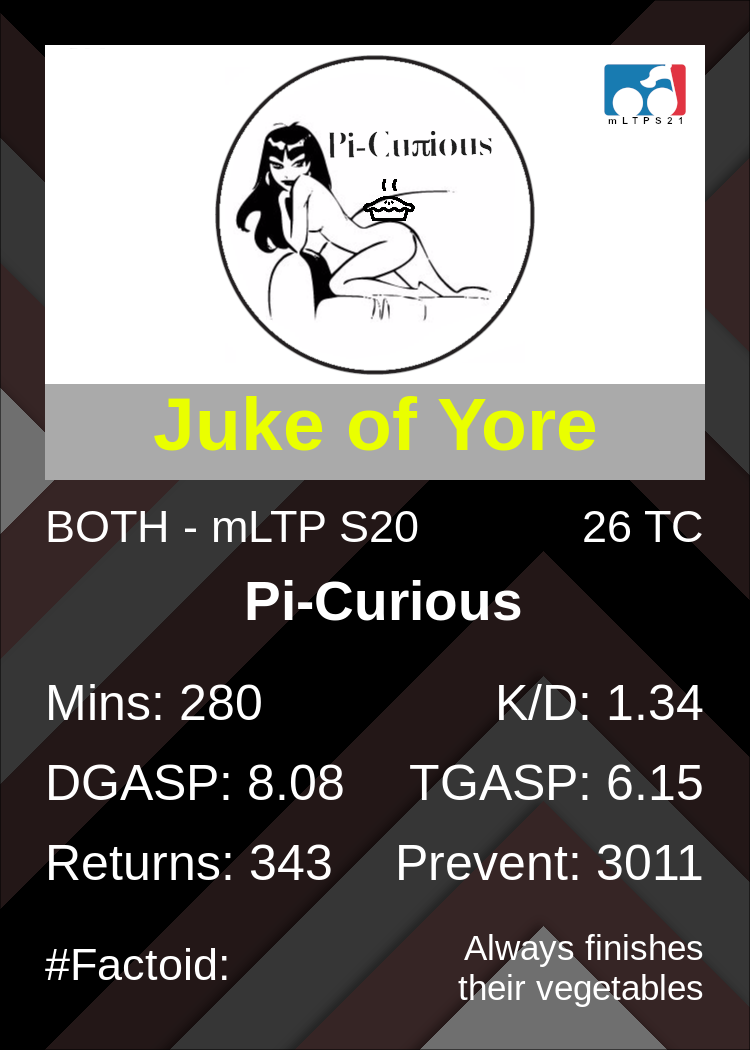 Pi-Cuπious
mLTPS21
Juke of Yore
BOTH - mLTP S20 26 TC
Pi-Curious
Mins: 280 K/D: 1.34
DGASP: 8.08 TGASP: 6.15
Returns: 343 Prevent: 3011
#Factoid: Always finishes
their vegetables